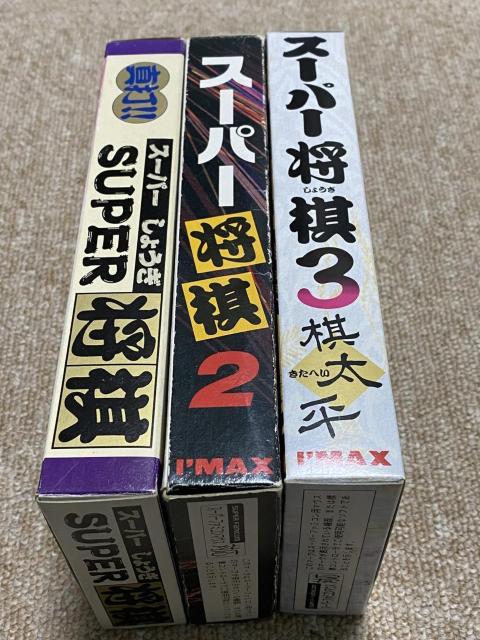 真打!!
スーパー しょうぎ
SUPER
将棋
スーパー しょうぎ
SUPER
将棋
スーパー
将棋
2
I'MAX
SUPER FAMICOM
スーパー将棋3
しょうぎ
棋太平
きたへい
I'MAX